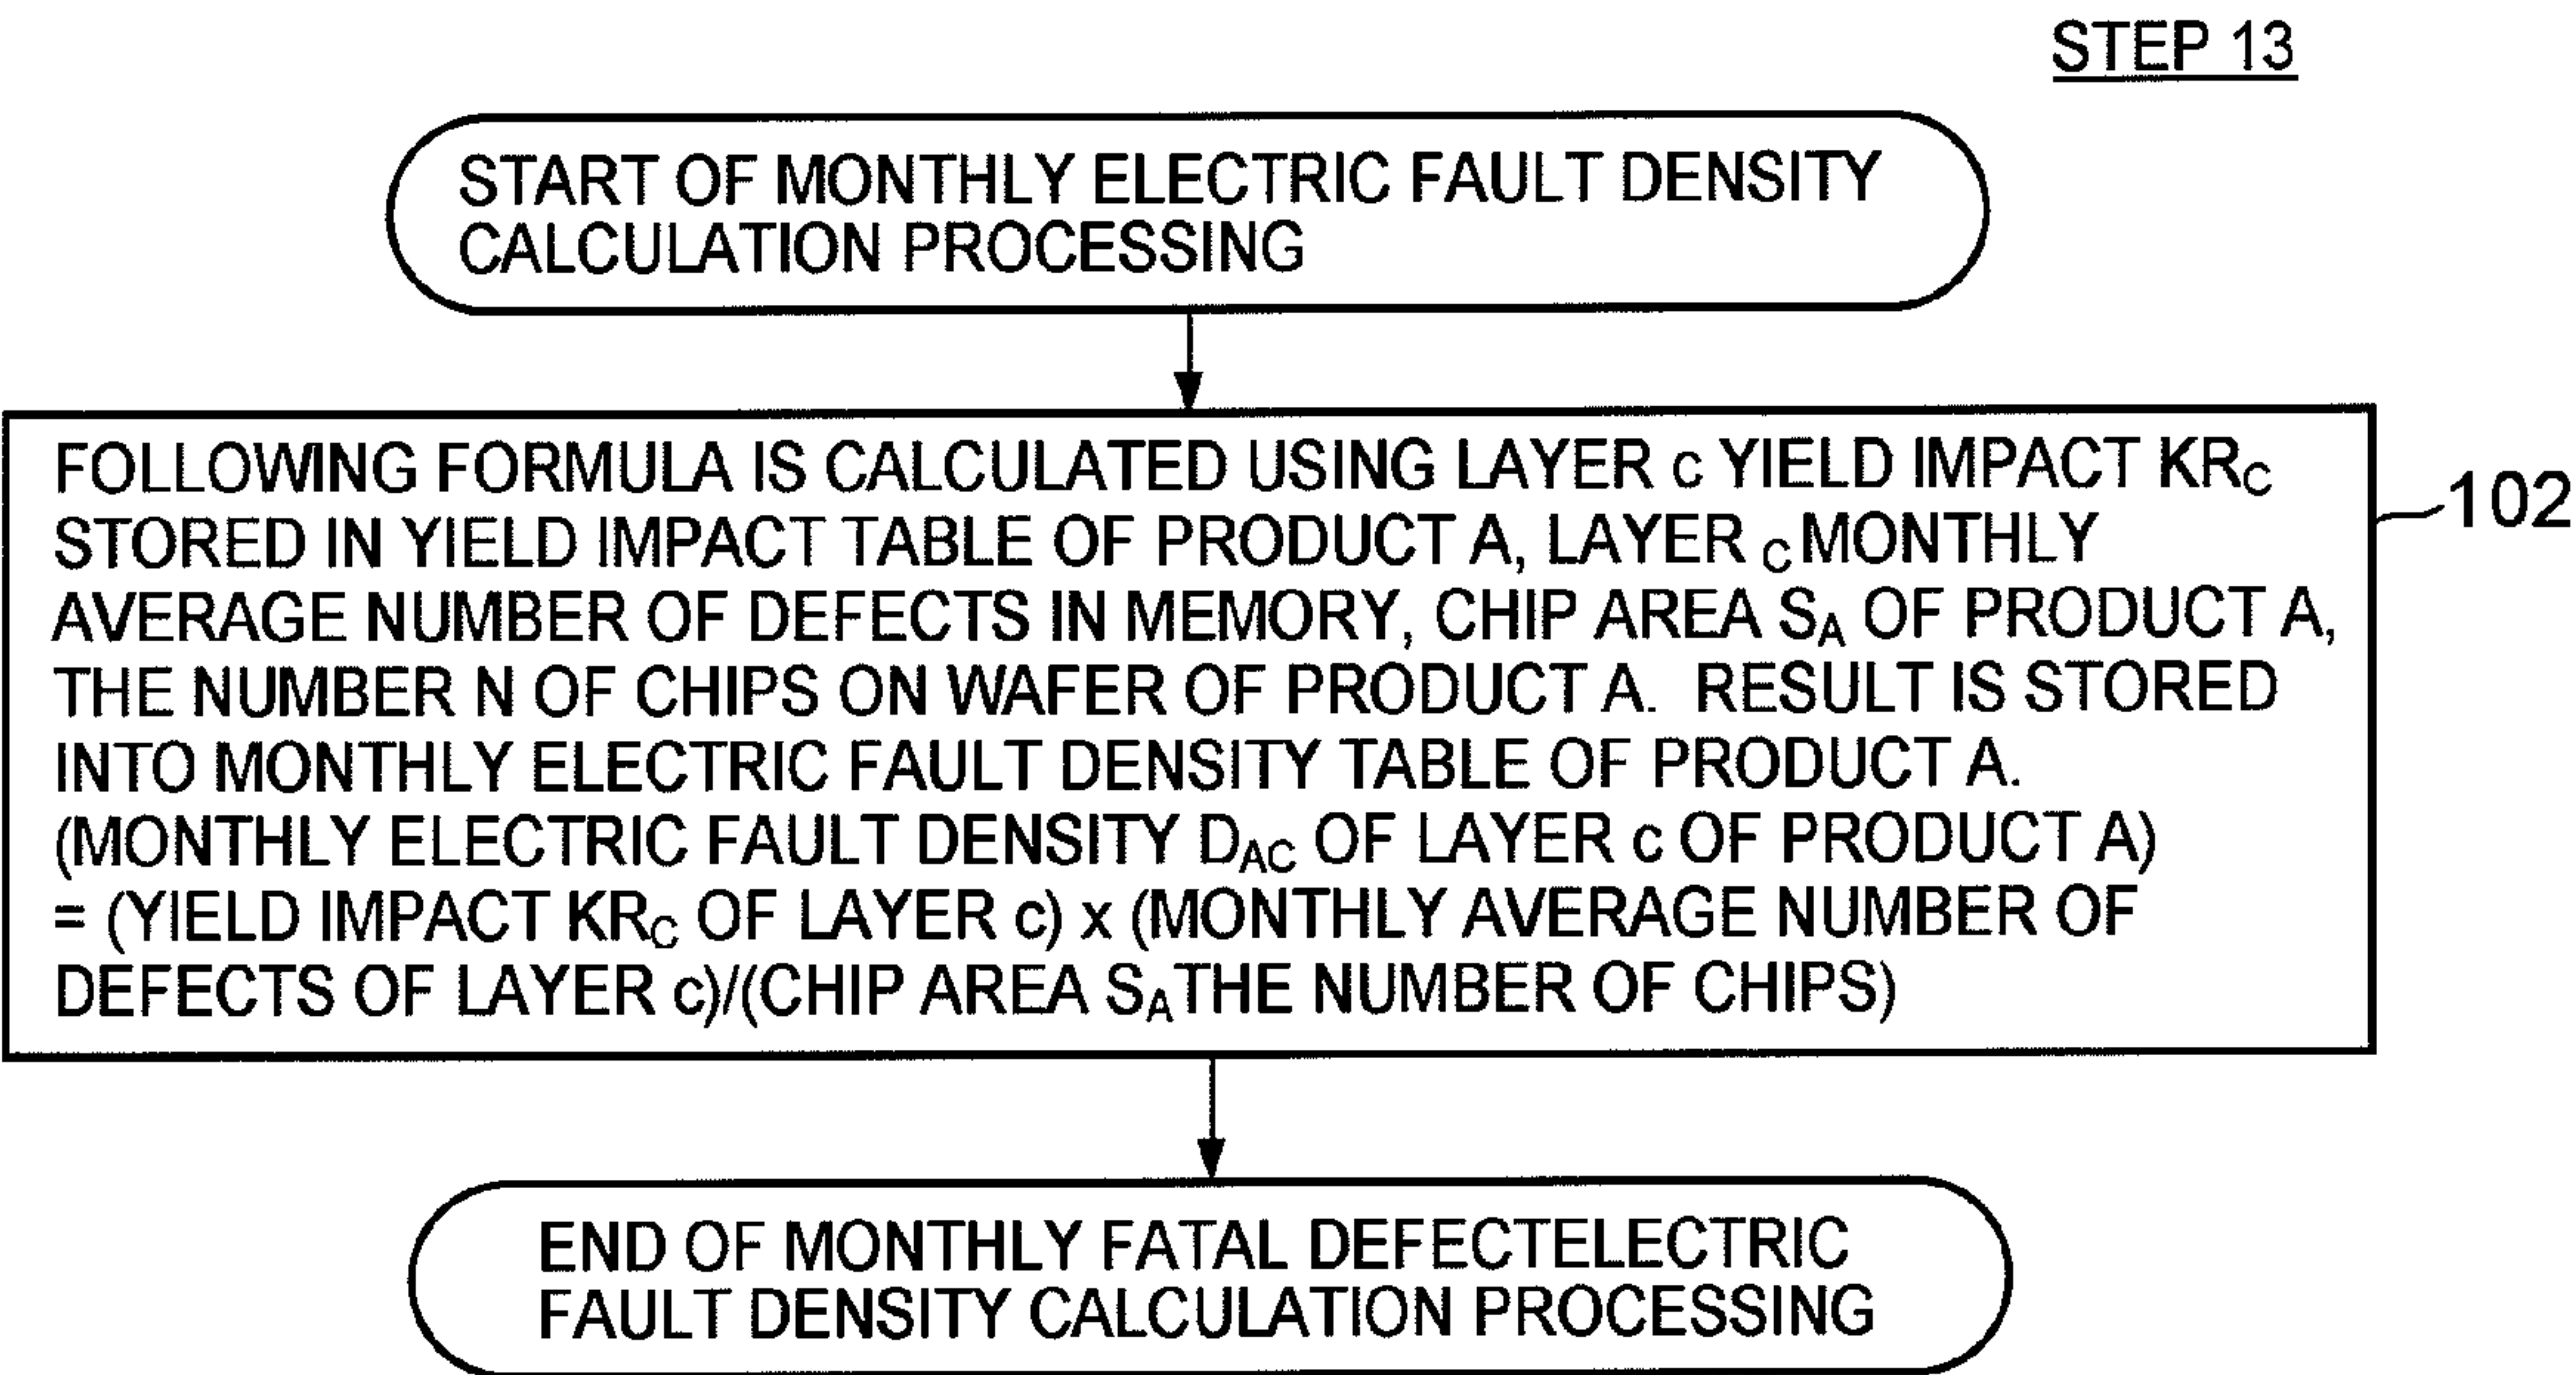 STEP 13
START OF MONTHLY ELECTRIC FAULT DENSITY
CALCULATION PROCESSING
FOLLOWING FORMULA IS CALCULATED USING LAYER c YIELD IMPACT KRC
STORED IN YIELD IMPACT TABLE OF PRODUCT A, LAYER C MONTHLY
AVERAGE NUMBER OF DEFECTS IN MEMORY, CHIP AREA SA OF PRODUCT A,
THE NUMBER N OF CHIPS ON WAFER OF PRODUCT A. RESULT IS STORED
INTO MONTHLY ELECTRIC FAULT DENSITY TABLE OF PRODUCT A.
(MONTHLY ELECTRIC FAULT DENSITY DAC OF LAYER c OF PRODUCT A)
= (YIELD IMPACT KRC OF LAYER c) x (MONTHLY AVERAGE NUMBER OF
DEFECTS OF LAYER c)/(CHIP AREA SA THE NUMBER OF CHIPS)
102
END OF MONTHLY FATAL DEFECTELECTRIC
FAULT DENSITY CALCULATION PROCESSING